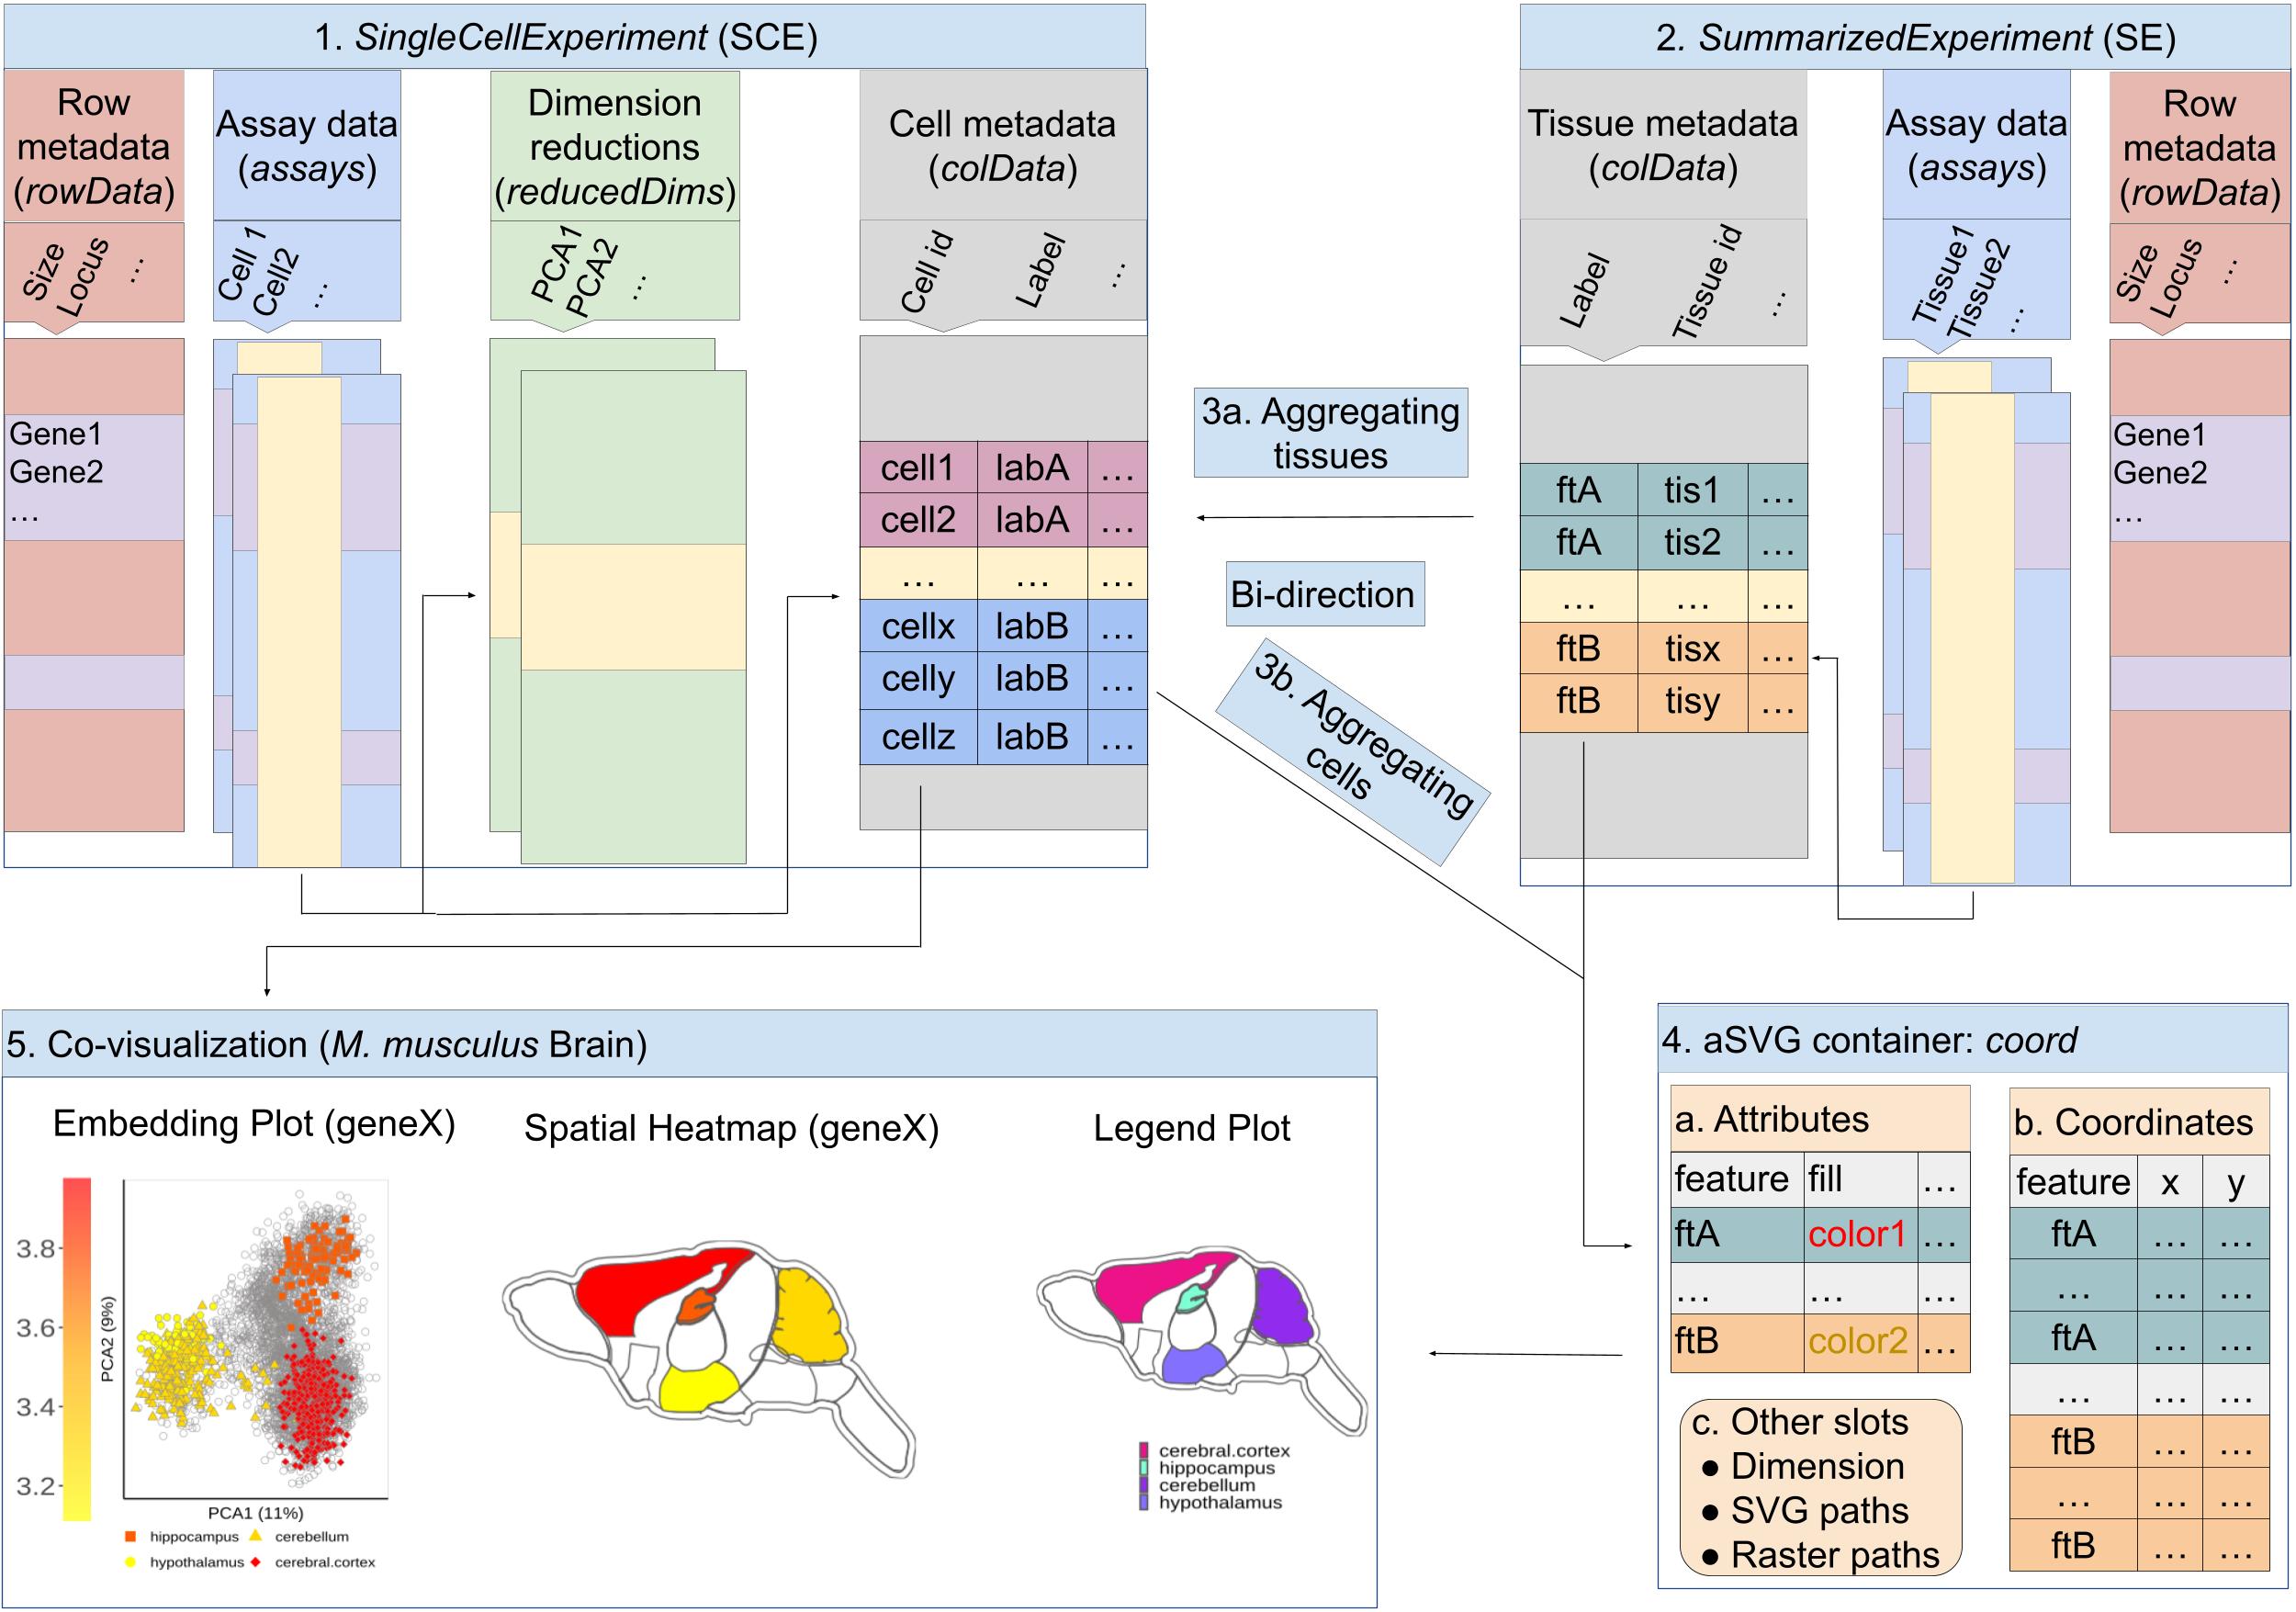 1. SingleCellExperiment (SCE)
Row
metadata
(rowData)
Assay data
(assays)
Dimension
reductions
(reducedDims)
Cell metadata
(colData)
Size
Locus
…
Cell 1
Cell2
…
PCA1
PCA2
…
Cell id
Label
…
Gene1
Gene2
…
cell1 labA …
cell2 labA …
… … …
cellx labB …
celly labB …
cellz labB …
2. SummarizedExperiment (SE)
Tissue metadata
(colData)
Assay data
(assays)
Row
metadata
(rowData)
Label
Tissue id
…
Tissue1
Tissue2
…
Size
Locus
…
ftA tis1 …
ftA tis2 …
… … …
ftB tisx …
ftB tisy …
Gene1
Gene2
…
3a. Aggregating
tissues
Bi-direction
3b. Aggregating
cells
5. Co-visualization (M. musculus Brain)
Embedding Plot (geneX)
3.8
3.6
3.4
3.2
PCA2 (9%)
PCA1 (11%)
hippocampus cerebellum
hypothalamus cerebral.cortex
Spatial Heatmap (geneX)
Legend Plot
cerebral.cortex
hippocampus
cerebellum
hypothalamus
4. aSVG container: coord
a. Attributes
feature fill …
ftA color1 …
… … …
ftB color2 …
c. Other slots
● Dimension
● SVG paths
● Raster paths
b. Coordinates
feature x y
ftA … …
… … …
ftA … …
… … …
ftB … …
… … …
ftB … …